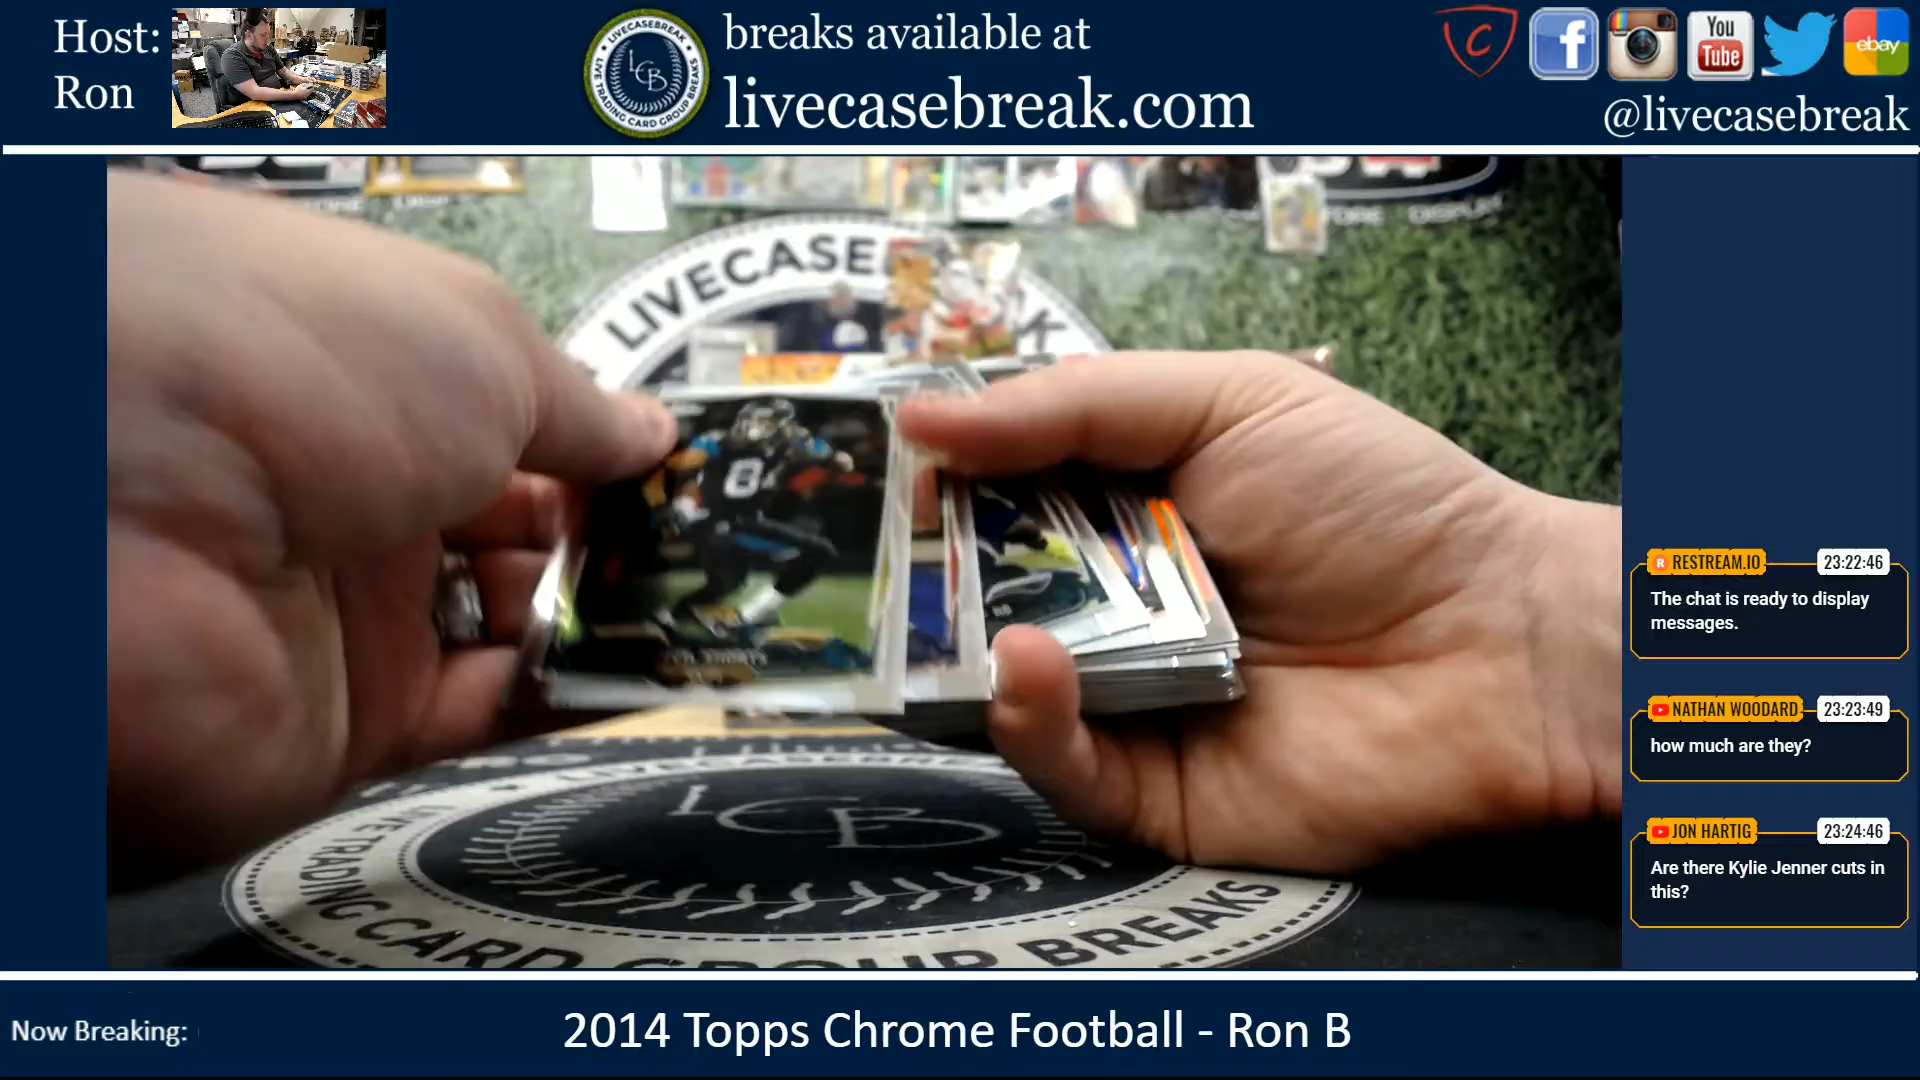 Host:
Ron
LIVECASEBREAK
LIVE TRADING CARD GROUP BREAKS
LCB
breaks available at
livecasebreak.com
f
You
Tube
ebay
@livecasebreak
LIVECASE
K
DISPLAY
8
LCB
LIVE TRADING CARD GROUP BREAKS
RESTREAM.IO
23:22:46
The chat is ready to display
messages.
NATHAN WOODARD
23:23:49
how much are they?
JON HARTIG
23:24:46
Are there Kylie Jenner cuts in
this?
Now Breaking:
2014 Topps Chrome Football - Ron B